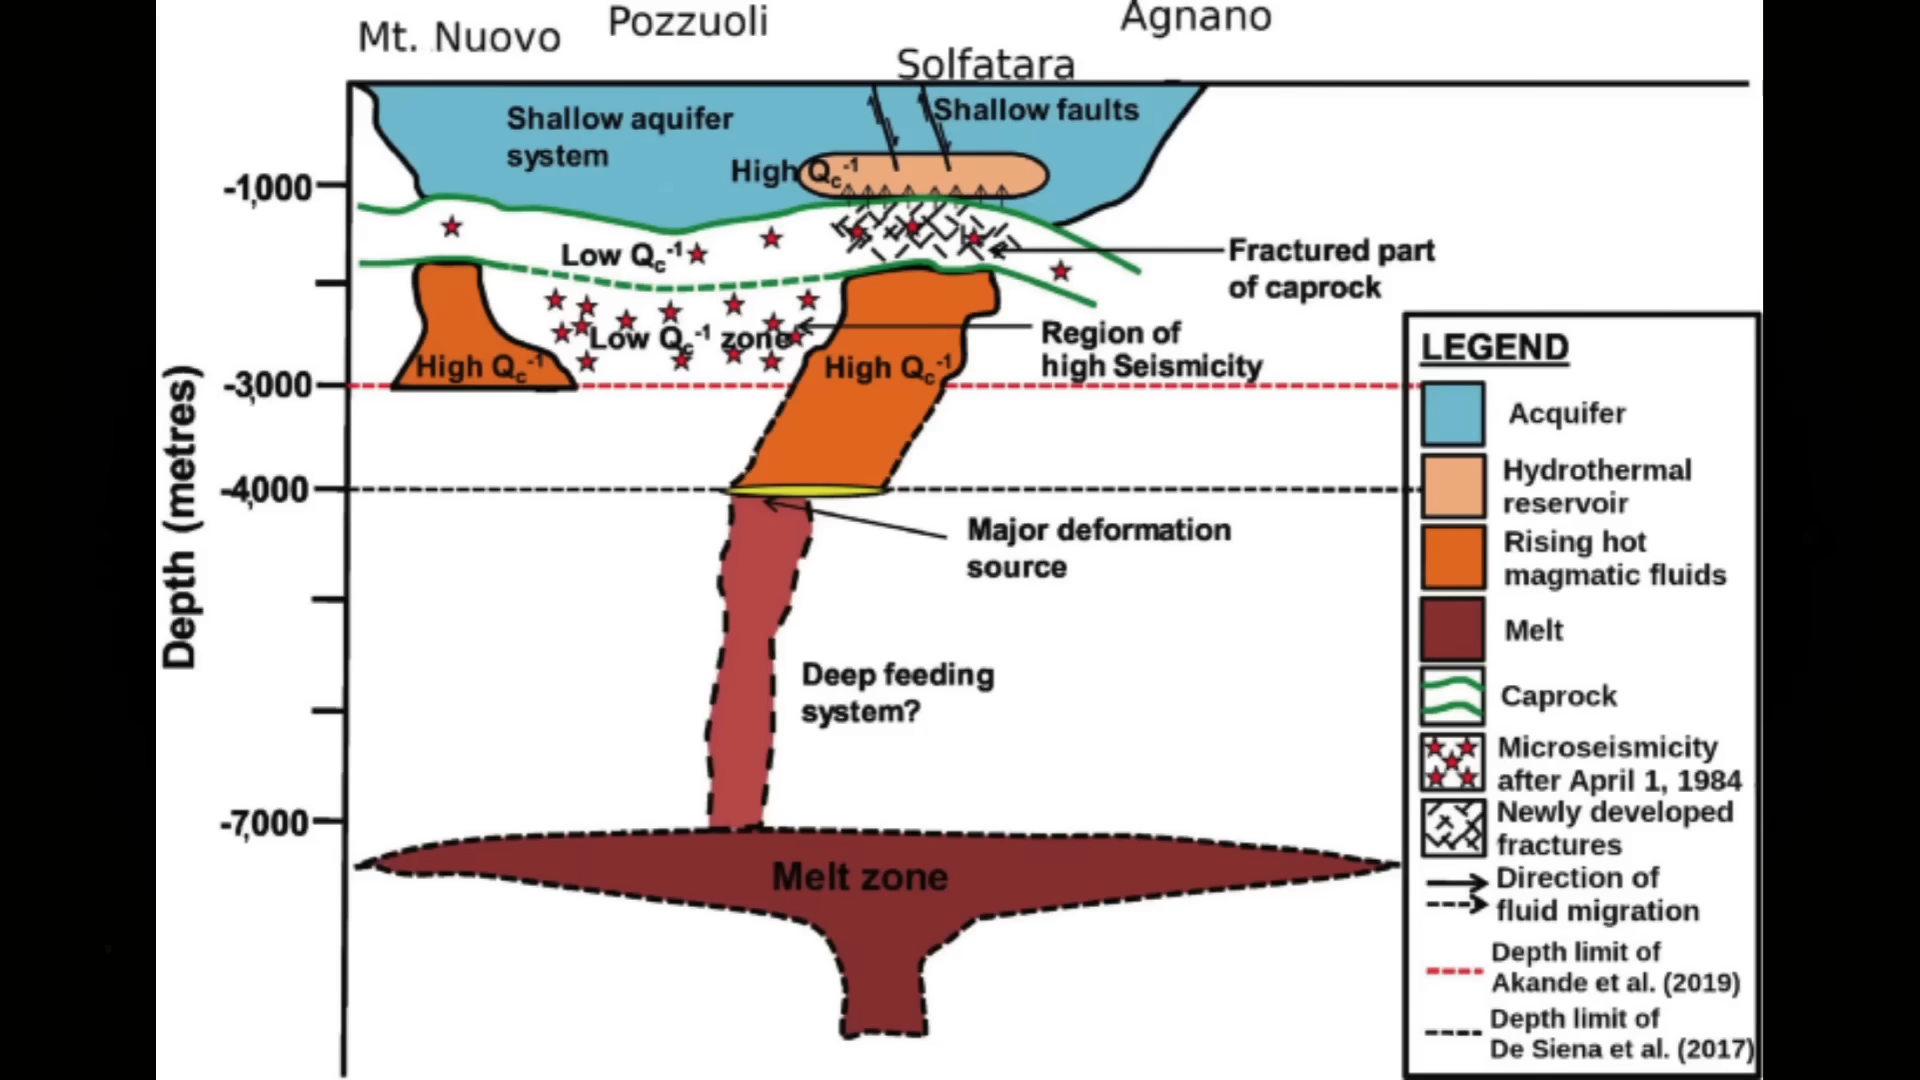 Mt. Nuovo
Pozzuoli
Solfatara
Agnano
Shallow aquifer
system
Shallow faults
High Qc-1
-1,000
Low Qc-1
Fractured part
of caprock
Low Qc-1 zone
Region of
high Seismicity
High Qc-1
High Qc-1
-3,000
-4,000
Major deformation
source
Deep feeding
system?
-7,000
Melt zone
Depth (metres)
LEGEND
Acquifer
Hydrothermal
reservoir
Rising hot
magmatic fluids
Melt
Caprock
Microseismicity
after April 1, 1984
Newly developed
fractures
Direction of
fluid migration
Depth limit of
Akande et al. (2019)
Depth limit of
De Siena et al. (2017)